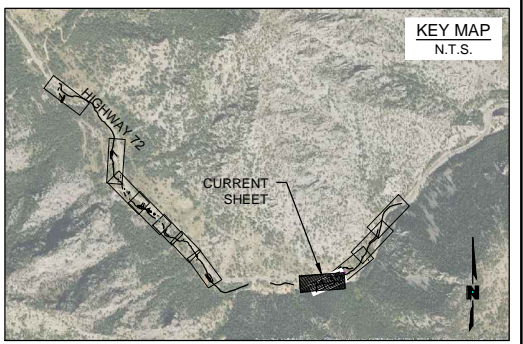 KEY MAP
N.T.S.
HIGHWAY 72
CURRENT
SHEET
N